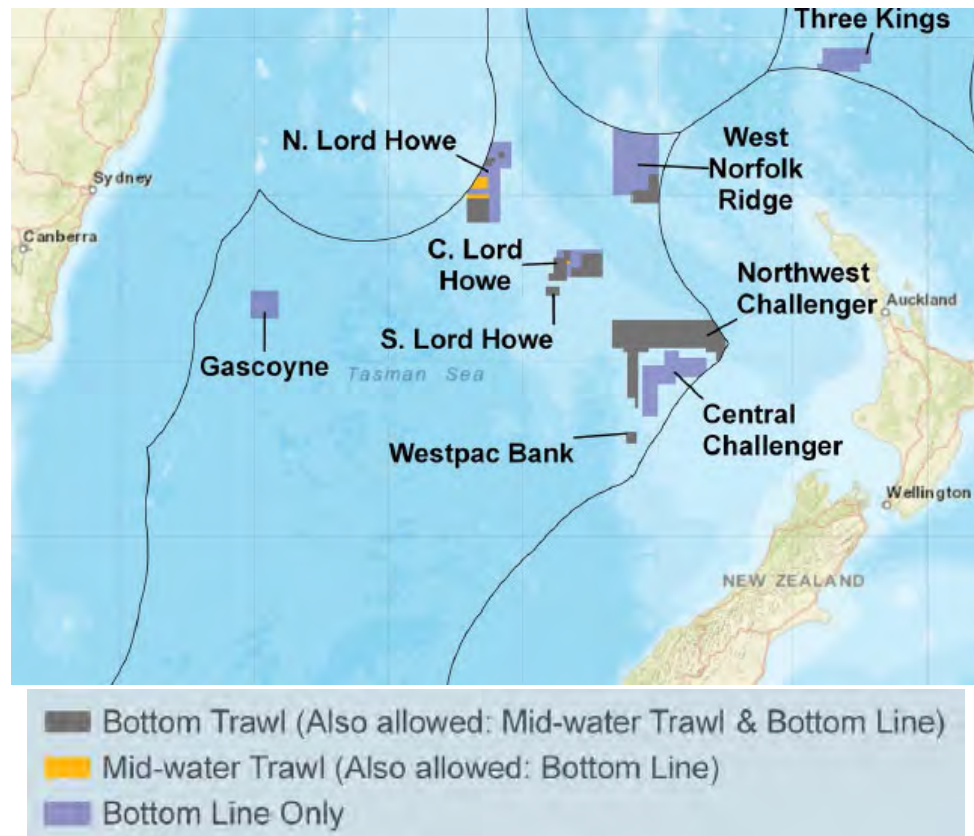 Three Kings
N. Lord Howe
West
Norfolk
Ridge
Sydney
Canberra
C. Lord
Howe
Northwest
Challenger
Auckland
S. Lord Howe
Gascoyne
Tasman Sea
Central
Challenger
Westpac Bank
Wellington
NEW ZEALAND
Bottom Trawl (Also allowed: Mid-water Trawl & Bottom Line)
Mid-water Trawl (Also allowed: Bottom Line)
Bottom Line Only